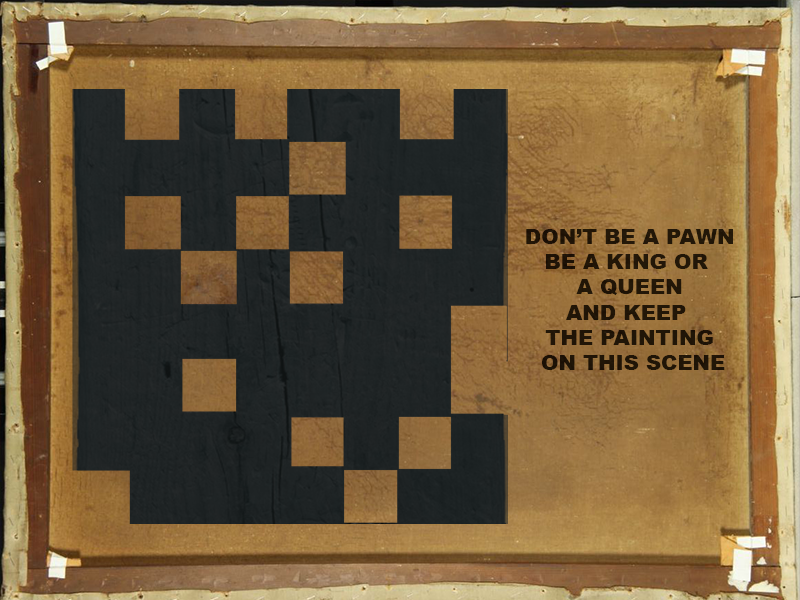 DON'T BE A PAWN
BE A KING OR
A QUEEN
AND KEEP
THE PAINTING
ON THIS SCENE